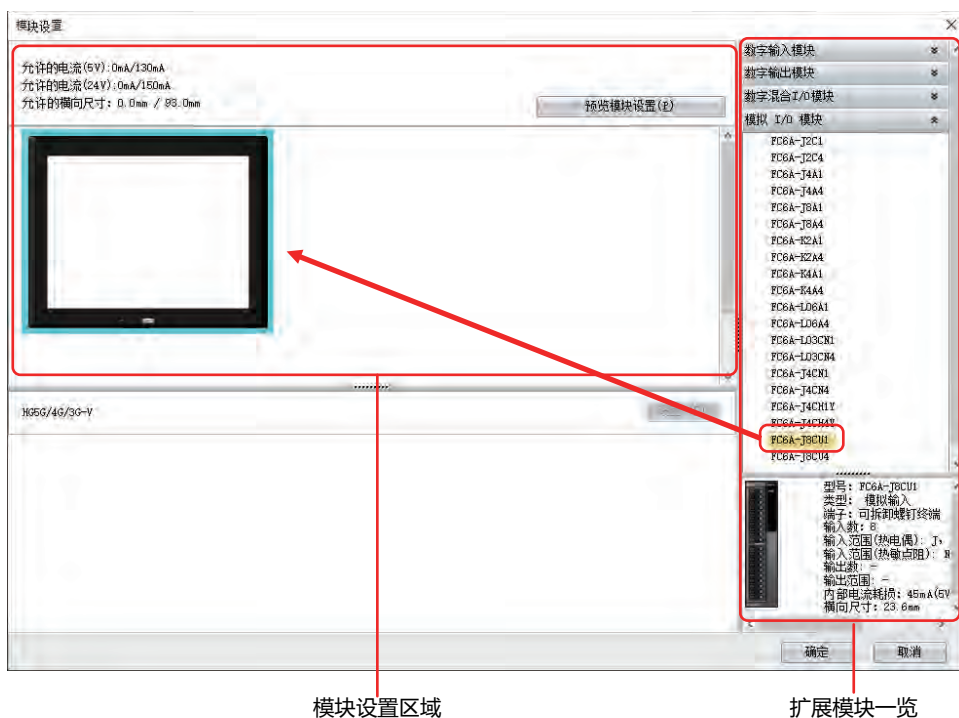 模块设置
允许的电流(5V):0mA/130mA
允许的电流(24V):0mA/150mA
允许的横向尺寸: 0.0mm / 93.0mm
预览模块设置(P)
HG5G/4G/3G-V
数字输入模块
数字输出模块
数字混合I/O模块
模拟 I/O 模块
FC6A-J2C1
FC6A-J2C4
FC6A-J4A1
FC6A-J4A4
FC6A-J8A1
FC6A-J8A4
FC6A-K2A1
FC6A-K2A4
FC6A-K4A1
FC6A-K4A4
FC6A-L06A1
FC6A-L06A4
FC6A-L03CN1
FC6A-L03CN4
FC6A-J4CN1
FC6A-J4CN4
FC6A-J4CH1Y
FC6A-J4CH4Y
FC6A-J8CU1
FC6A-J8CU4
型号: FC6A-J8CU1
类型: 模拟输入
端子: 可拆卸螺钉终端
输入数: 8
输入范围(热电偶): J,
输入范围(热敏点阻): N
输出数: -
输出范围: -
内部电流耗损: 45mA(5V
横向尺寸: 23.6mm
确定
取消
模块设置区域
扩展模块一览